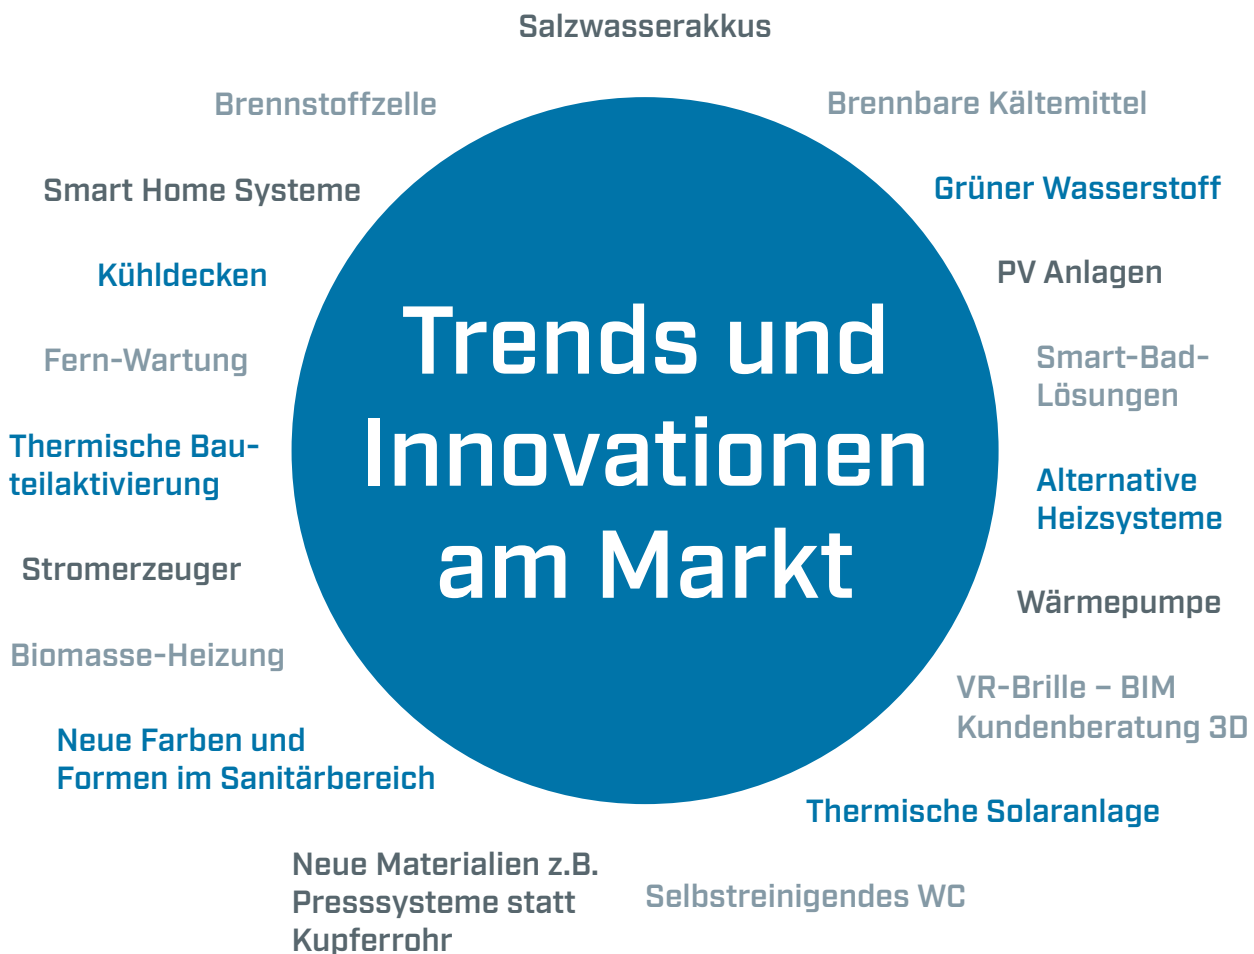 Salzwasserakkus
Brennstoffzelle
Brennbare Kältemittel
Smart Home Systeme
Grüner Wasserstoff
Kühldecken
PV Anlagen
Fern-Wartung
Smart-Bad-
Lösungen
Trends und
Innovationen
am Markt
Thermische Bau-
teilaktivierung
Alternative
Heizsysteme
Stromerzeuger
Wärmepumpe
Biomasse-Heizung
VR-Brille – BIM
Kundenberatung 3D
Neue Farben und
Formen im Sanitärbereich
Thermische Solaranlage
Neue Materialien z.B.
Presssysteme statt
Kupferrohr
Selbstreinigendes WC